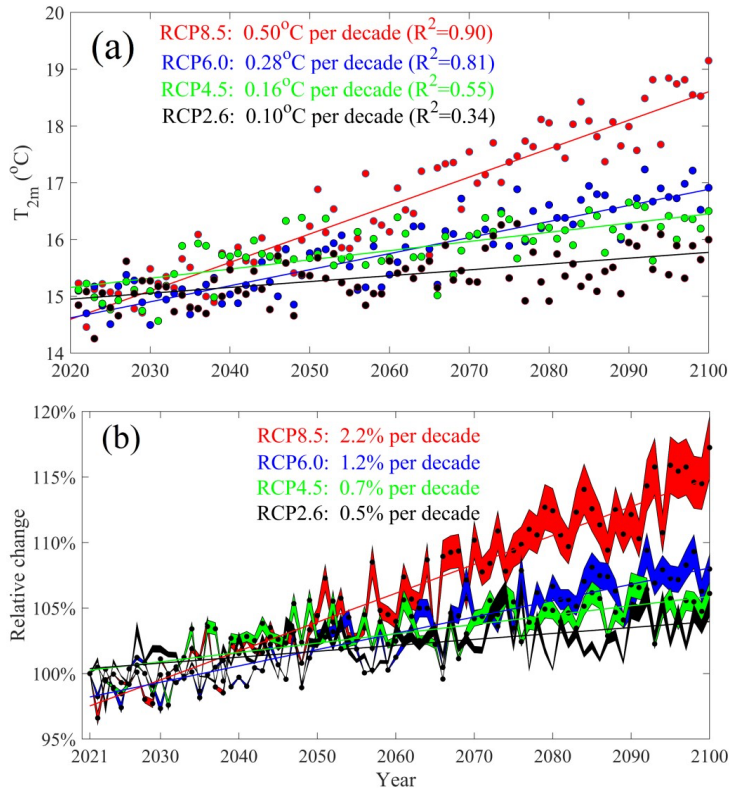 20
(a)
RCP8.5: 0.50°C per decade (R²=0.90)
RCP6.0: 0.28°C per decade (R²=0.81)
RCP4.5: 0.16°C per decade (R²=0.55)
RCP2.6: 0.10°C per decade (R²=0.34)
19
18
17
16
15
14
T2m (°C)
2020 2030 2040 2050 2060 2070 2080 2090 2100
120%
(b)
RCP8.5: 2.2% per decade
RCP6.0: 1.2% per decade
RCP4.5: 0.7% per decade
RCP2.6: 0.5% per decade
115%
110%
105%
100%
95%
Relative change
2021 2030 2040 2050 2060 2070 2080 2090 2100
Year